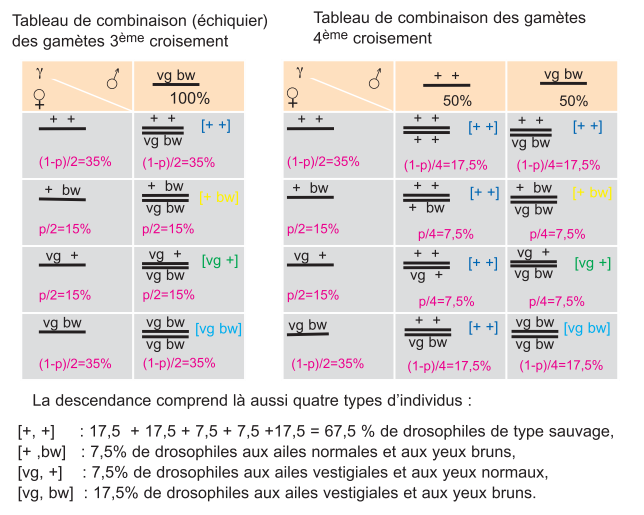 Tableau de combinaison (échiquier)
des gamètes 3ème croisement
γ ♂ vg bw
♀ 100%
+ + + + [+ +]
vg bw
(1-p)/2=35% (1-p)/2=35%
+ bw + bw [+ bw]
vg bw
p/2=15% p/2=15%
vg + vg + [vg +]
vg bw
p/2=15% p/2=15%
vg bw vg bw [vg bw]
vg bw
(1-p)/2=35% (1-p)/2=35%
Tableau de combinaison des gamètes
4ème croisement
γ ♂ + + vg bw
♀ 50% 50%
+ + + + [+ +] + + [+ +]
+ + vg bw
(1-p)/2=35% (1-p)/4=17,5% (1-p)/4=17,5%
+ bw + + [+ +] + bw [+ bw]
+ bw vg bw
p/2=15% p/4=7,5% p/4=7,5%
vg + + + [+ +] vg + [vg +]
vg + vg bw
p/2=15% p/4=7,5% p/4=7,5%
vg bw + + [+ +] vg bw [vg bw]
vg bw vg bw
(1-p)/2=35% (1-p)/4=17,5% (1-p)/4=17,5%
La descendance comprend là aussi quatre types d'individus :
[+, +] : 17,5 + 17,5 + 7,5 + 7,5 +17,5 = 67,5 % de drosophiles de type sauvage,
[+ ,bw] : 7,5% de drosophiles aux ailes normales et aux yeux bruns,
[vg, +] : 7,5% de drosophiles aux ailes vestigiales et aux yeux normaux,
[vg, bw] : 17,5% de drosophiles aux ailes vestigiales et aux yeux bruns.